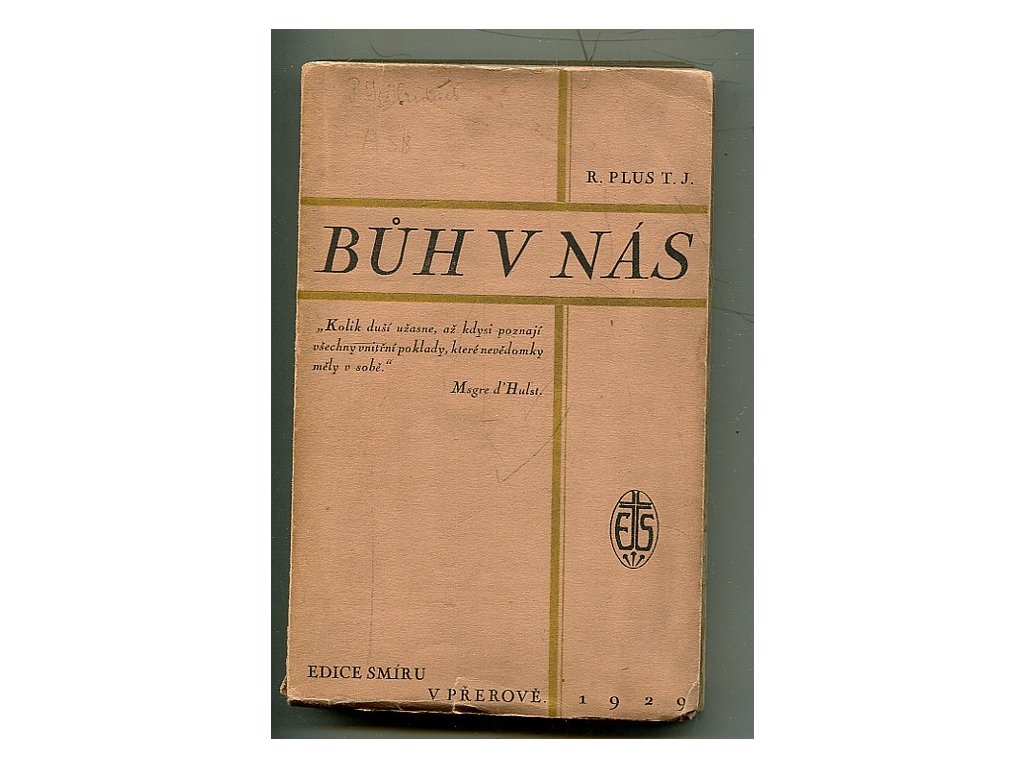 R. PLUS T. J.
BŮH V NÁS
„Kolik duší užasne, až kdysi poznají
všechny vnitřní poklady, které nevědomky
měly v sobě.“
Msgre d'Hulst.
ES
EDICE SMÍRU
V PŘEROVĚ.
1929